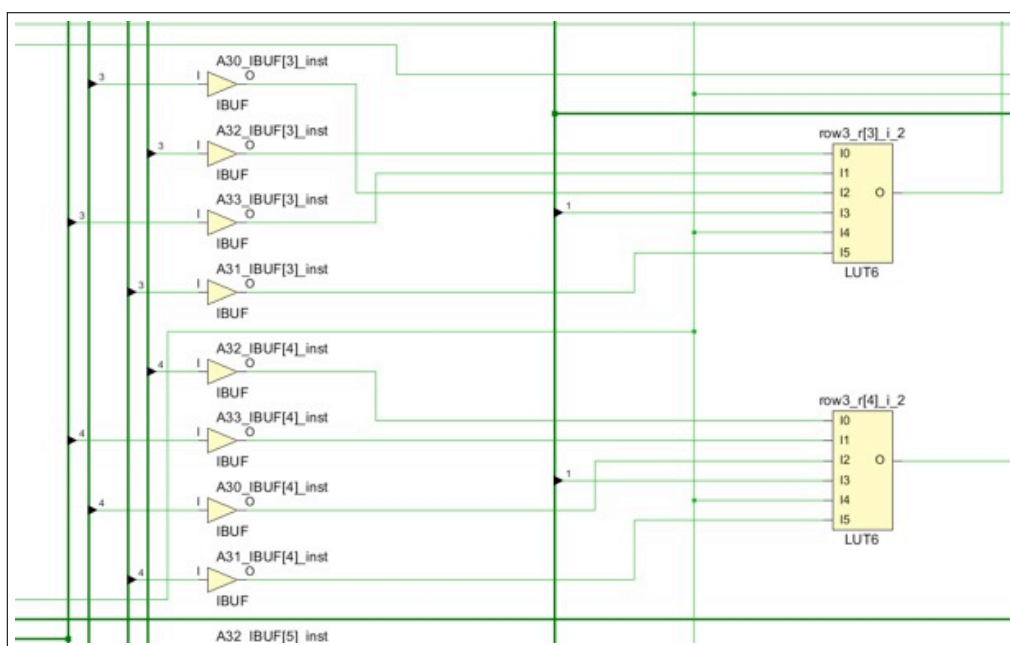 A30_IBUF[3]_inst
3
I
O
IBUF
A32_IBUF[3]_inst
3
I
O
IBUF
A33_IBUF[3]_inst
3
I
O
IBUF
A31_IBUF[3]_inst
3
I
O
IBUF
row3_r[3]_i_2
I0
I1
I2
O
1
I3
I4
I5
LUT6
A32_IBUF[4]_inst
4
I
O
IBUF
A33_IBUF[4]_inst
4
I
O
IBUF
A30_IBUF[4]_inst
4
I
O
IBUF
A31_IBUF[4]_inst
4
I
O
IBUF
row3_r[4]_i_2
I0
I1
I2
O
1
I3
I4
I5
LUT6
A32_IBUF[5]_inst